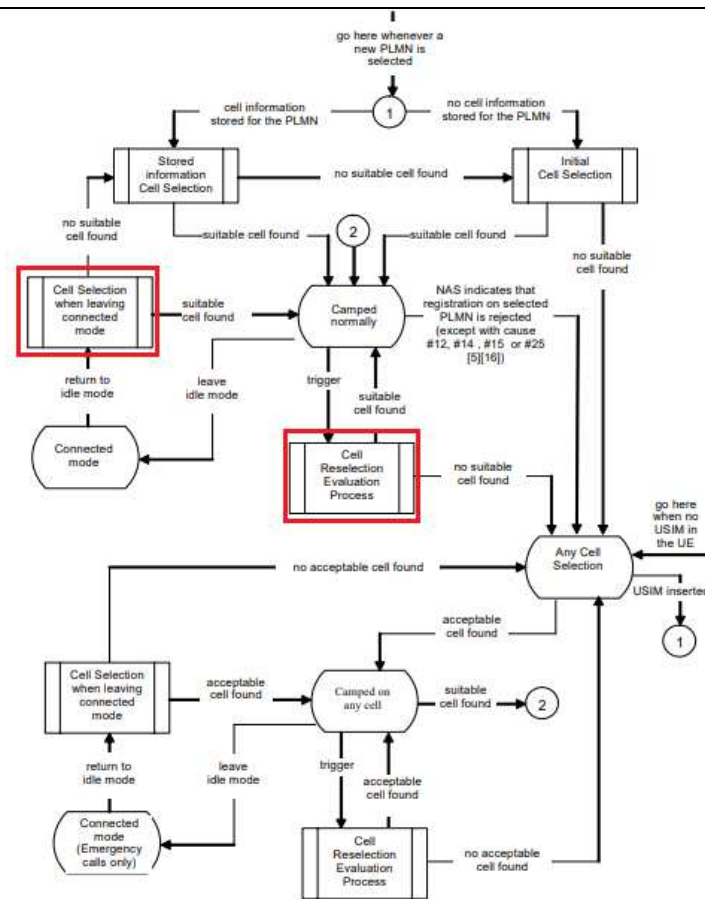 go here whenever a
new PLMN is
selected
cell information
stored for the PLMN
1
no cell information
stored for the PLMN
Stored
information
Cell Selection
no suitable cell found
Initial
Cell Selection
no suitable
cell found
suitable cell found
2
suitable cell found
no suitable
cell found
Cell Selection
when leaving
connected
mode
suitable
cell found
Camped
normally
NAS indicates that
registration on selected
PLMN is rejected
(except with cause
#12, #14 , #15 or #25
[5][16])
return to
idle mode
leave
idle mode
trigger
suitable
cell found
Connected
mode
Cell
Reselection
Evaluation
Process
no suitable
cell found
go here
when no
USIM in
the UE
Any Cell
Selection
no acceptable cell found
USIM inserted
1
acceptable
cell found
Cell Selection
when leaving
connected
mode
acceptable
cell found
Camped on
any cell
suitable
cell found
2
return to
idle mode
leave
idle mode
trigger
acceptable
cell found
Connected
mode
(Emergency
calls only)
Cell
Reselection
Evaluation
Process
no acceptable
cell found